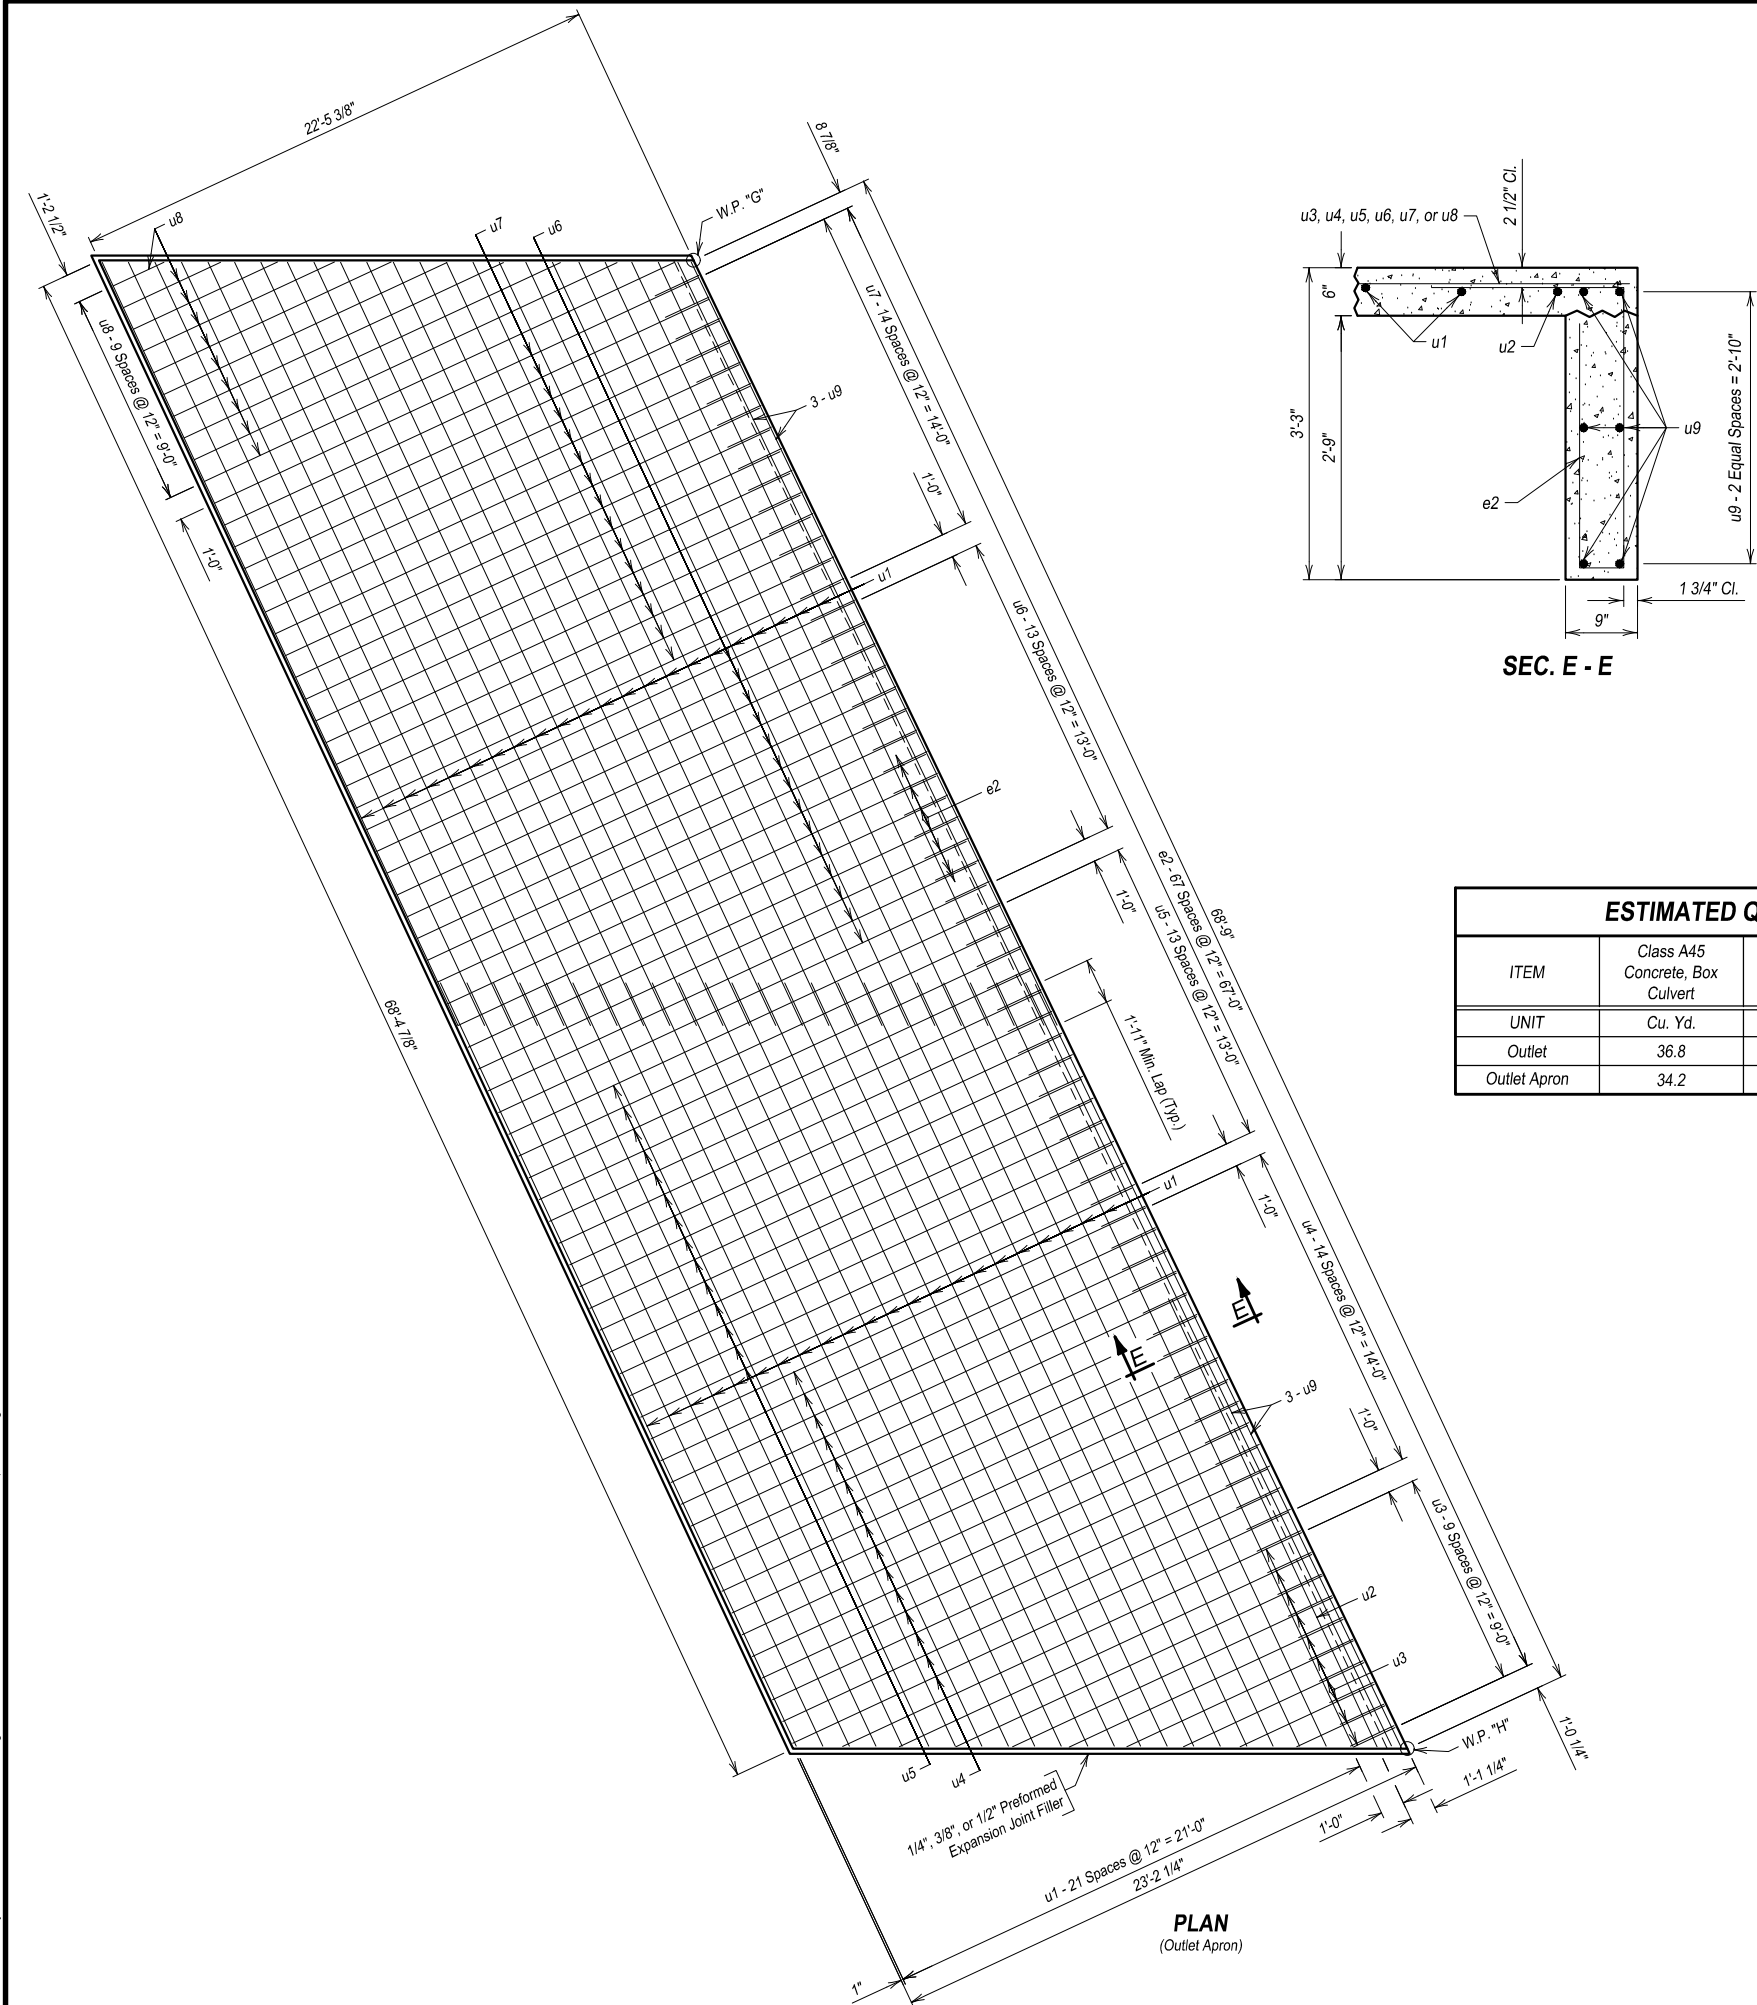 22'-5 3/8"
8 7/8"
1'-2 1/2"
u8
u7
u6
W.P. "G"
u8 - 9 Spaces @ 12" = 9'-0"
1'-0"
u7 - 14 Spaces @ 12" = 14'-0"
3 - u9
1'-0"
u1
u6 - 13 Spaces @ 12" = 13'-0"
e2
1'-0"
e2 - 67 Spaces @ 12" = 67'-0"
68'-9"
u5 - 13 Spaces @ 12" = 13'-0"
1'-11" Min. Lap (Typ.)
68'-4 7/8"
u1
1'-0"
u4 - 14 Spaces @ 12" = 14'-0"
E
E
3 - u9
1'-0"
u3 - 9 Spaces @ 12" = 9'-0"
u2
u3
W.P. "H"
1'-0 1/4"
1'-1 1/4"
1'-0"
u5
u4
1/4", 3/8", or 1/2" Preformed
Expansion Joint Filler
u1 - 21 Spaces @ 12" = 21'-0"
23'-2 1/4"
1"
PLAN
(Outlet Apron)
u3, u4, u5, u6, u7, or u8
2 1/2" Cl.
6"
u1
u2
3'-3"
2'-9"
u9
e2
u9 - 2 Equal Spaces = 2'-10"
1 3/4" Cl.
9"
SEC. E - E
ESTIMATED Q
ITEM
Class A45
Concrete, Box
Culvert
UNIT Cu. Yd.
Outlet 36.8
Outlet Apron 34.2